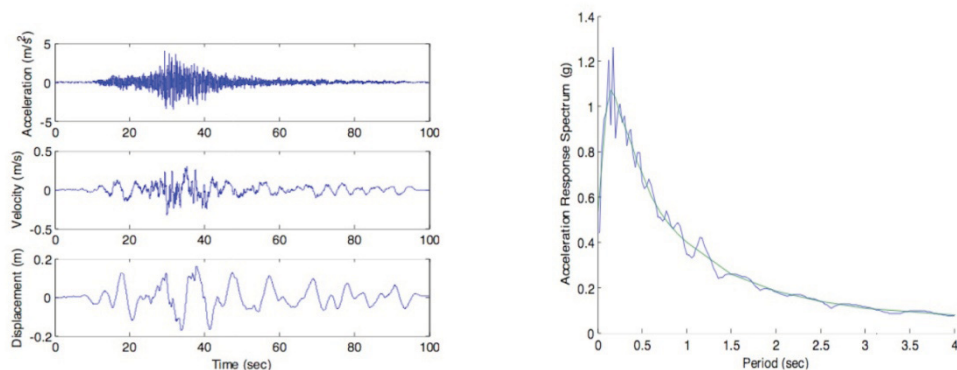 Acceleration (m/s²)
5
0
-5
0 20 40 60 80 100
Velocity (m/s)
0.5
0
-0.5
0 20 40 60 80 100
Displacement (m)
0.2
0
-0.2
0 20 40 60 80 100
Time (sec)
Acceleration Response Spectrum (g)
1.4
1.2
1
0.8
0.6
0.4
0.2
0
0 0.5 1 1.5 2 2.5 3 3.5 4
Period (sec)